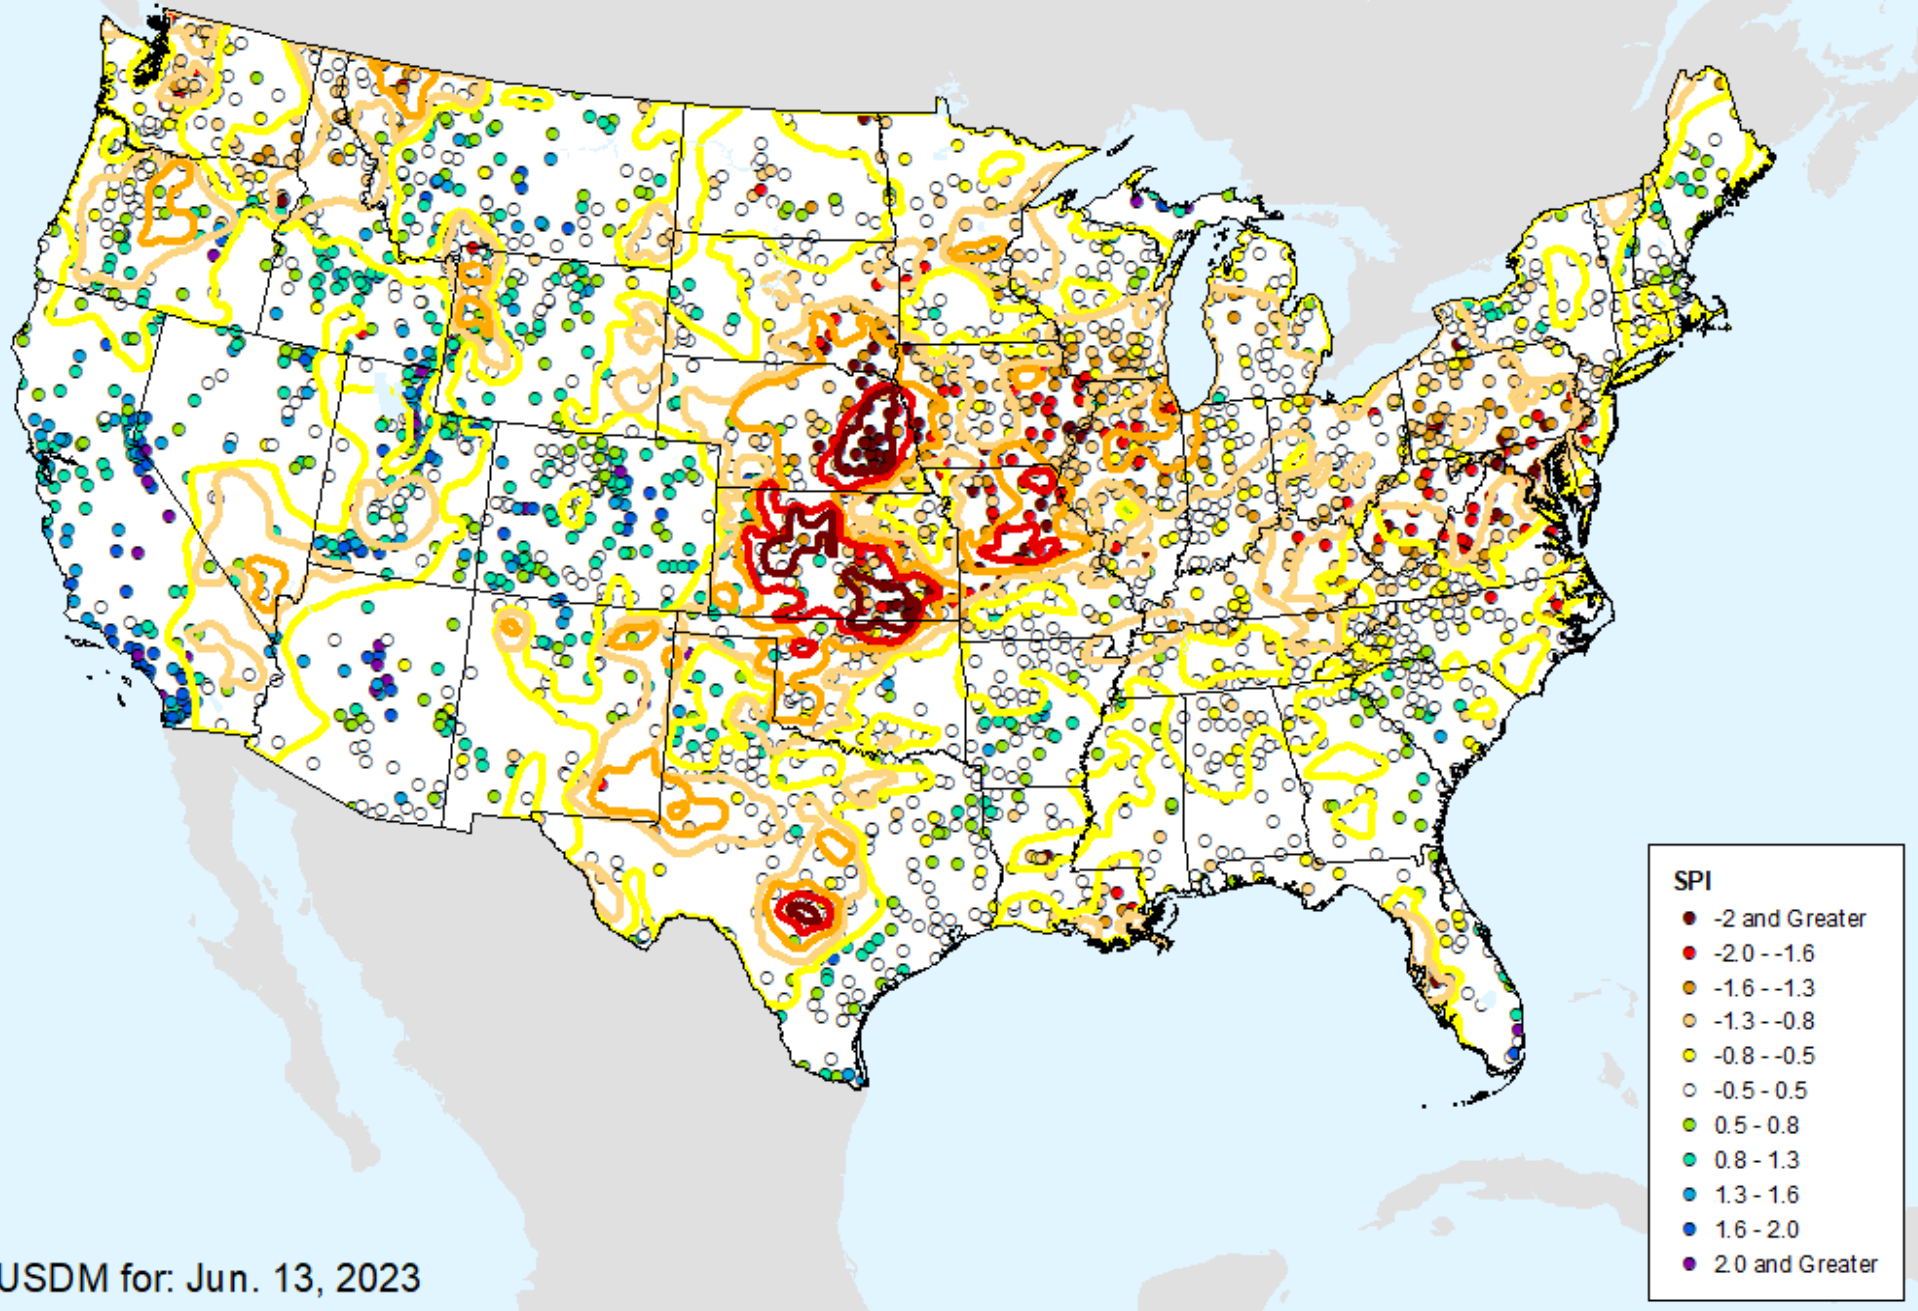 SPI
-2 and Greater
-2.0 - -1.6
-1.6 - -1.3
-1.3 - -0.8
-0.8 - -0.5
-0.5 - 0.5
0.5 - 0.8
0.8 - 1.3
1.3 - 1.6
1.6 - 2.0
2.0 and Greater
USDM for: Jun. 13, 2023